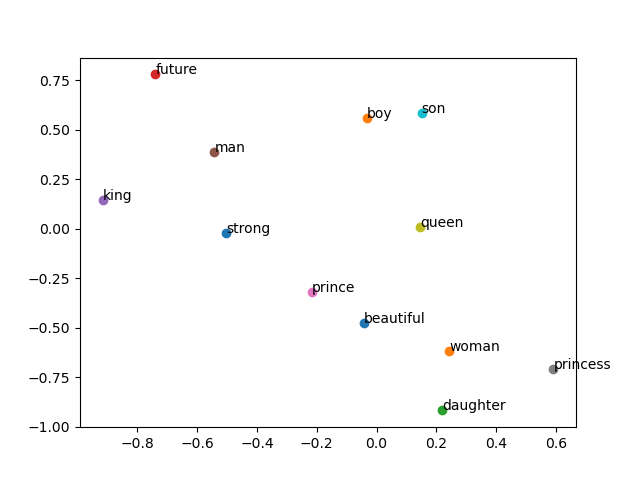 future
boy
son
man
king
strong
queen
prince
beautiful
woman
princess
daughter
0.75
0.50
0.25
0.00
−0.25
−0.50
−0.75
−1.00
−0.8
−0.6
−0.4
−0.2
0.0
0.2
0.4
0.6